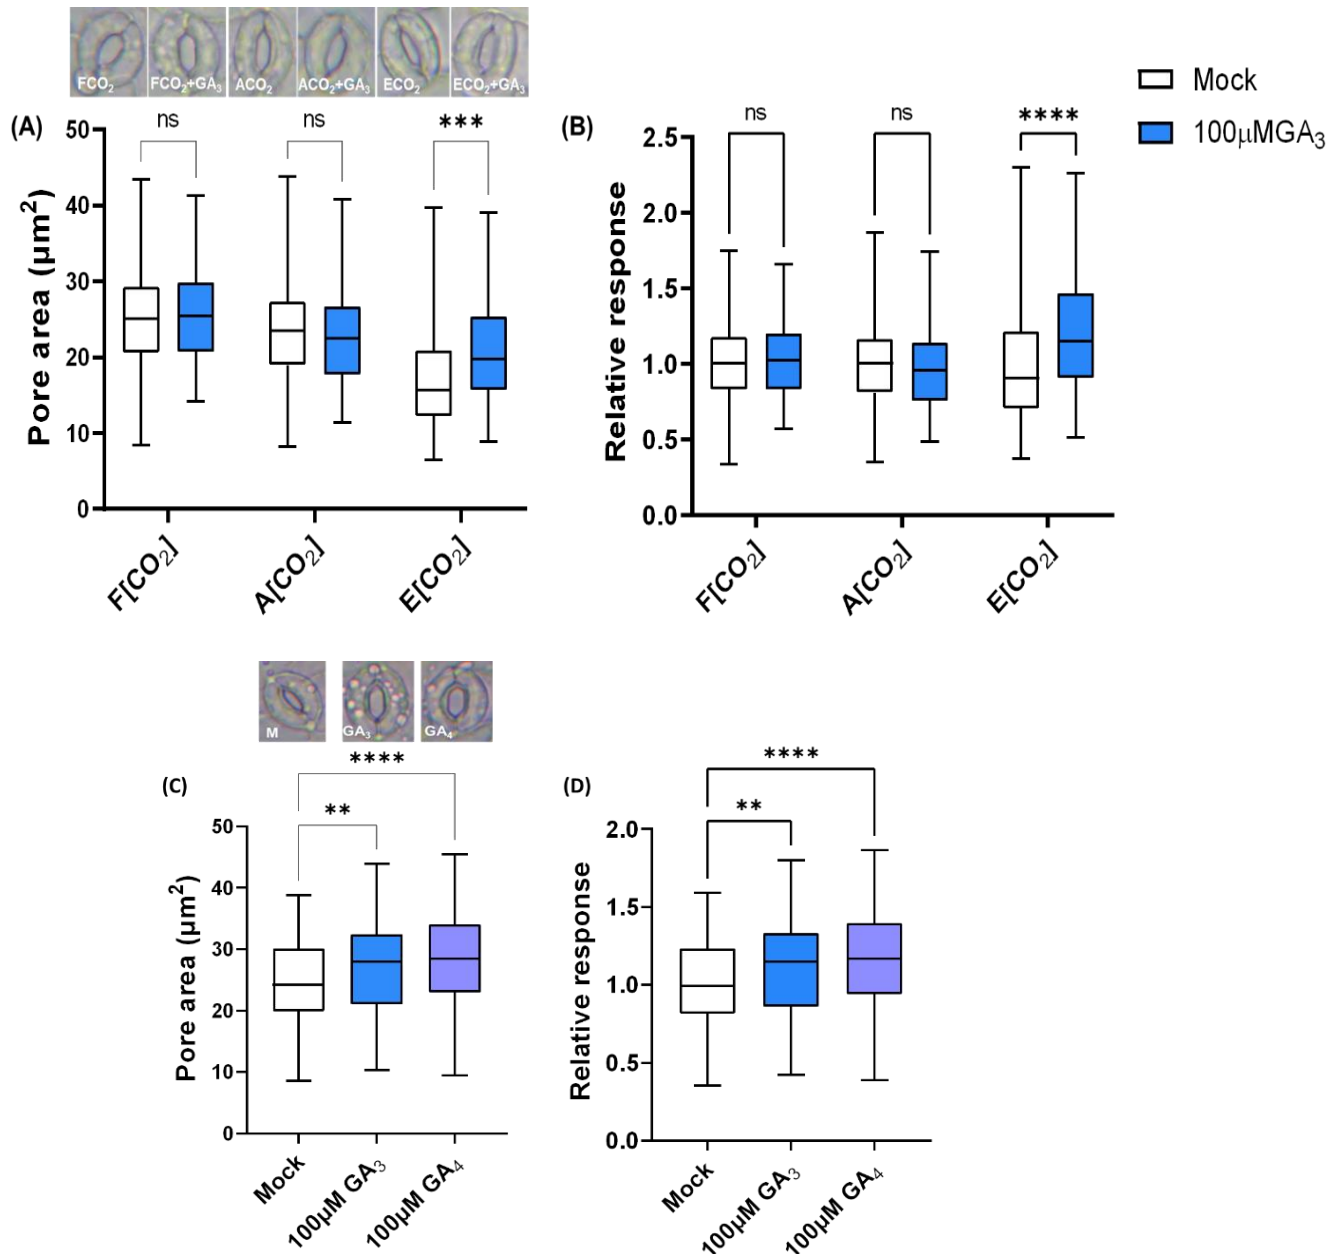 FCO₂ FCO₂+GA₃ ACO₂ ACO₂+GA₃ ECO₂ ECO₂+GA₃
Mock
100μMGA₃
(A)
ns ns ***
Pore area (µm²)
50
40
30
20
10
0
F[CO₂] A[CO₂] E[CO₂]
(B)
ns ns ****
Relative response
2.5
2.0
1.5
1.0
0.5
0.0
F[CO₂] A[CO₂] E[CO₂]
M GA₃ GA₄
(C)
****
**
Pore area (µm²)
50
40
30
20
10
0
Mock 100µM GA₃ 100µM GA₄
(D)
****
**
Relative response
2.0
1.5
1.0
0.5
0.0
Mock 100µM GA₃ 100µM GA₄